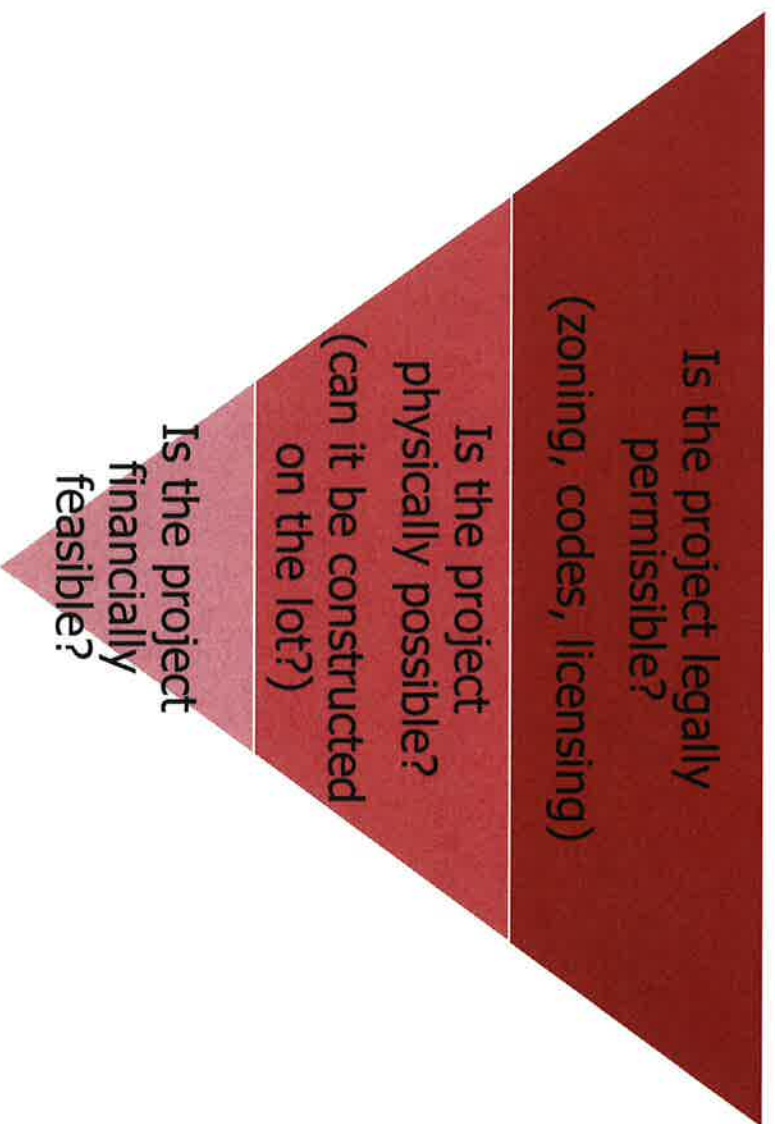 Is the project legally
permissible?
(zoning, codes, licensing)
Is the project
physically possible?
(can it be constructed
on the lot?)
Is the project
financially
feasible?